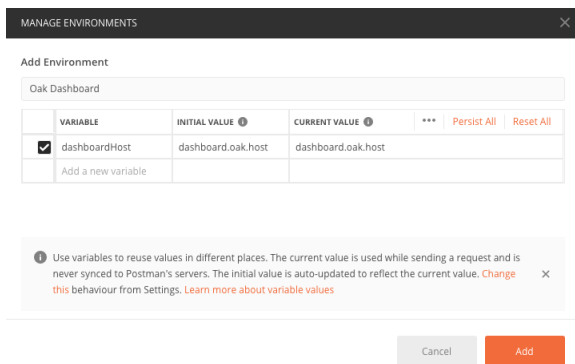 MANAGE ENVIRONMENTS
Add Environment
Oak Dashboard
VARIABLE INITIAL VALUE CURRENT VALUE ••• Persist All Reset All
dashboardHost dashboard.oak.host dashboard.oak.host
Add a new variable
Use variables to reuse values in different places. The current value is used while sending a request and is
never synced to Postman's servers. The initial value is auto-updated to reflect the current value. Change
this behaviour from Settings. Learn more about variable values
Cancel Add